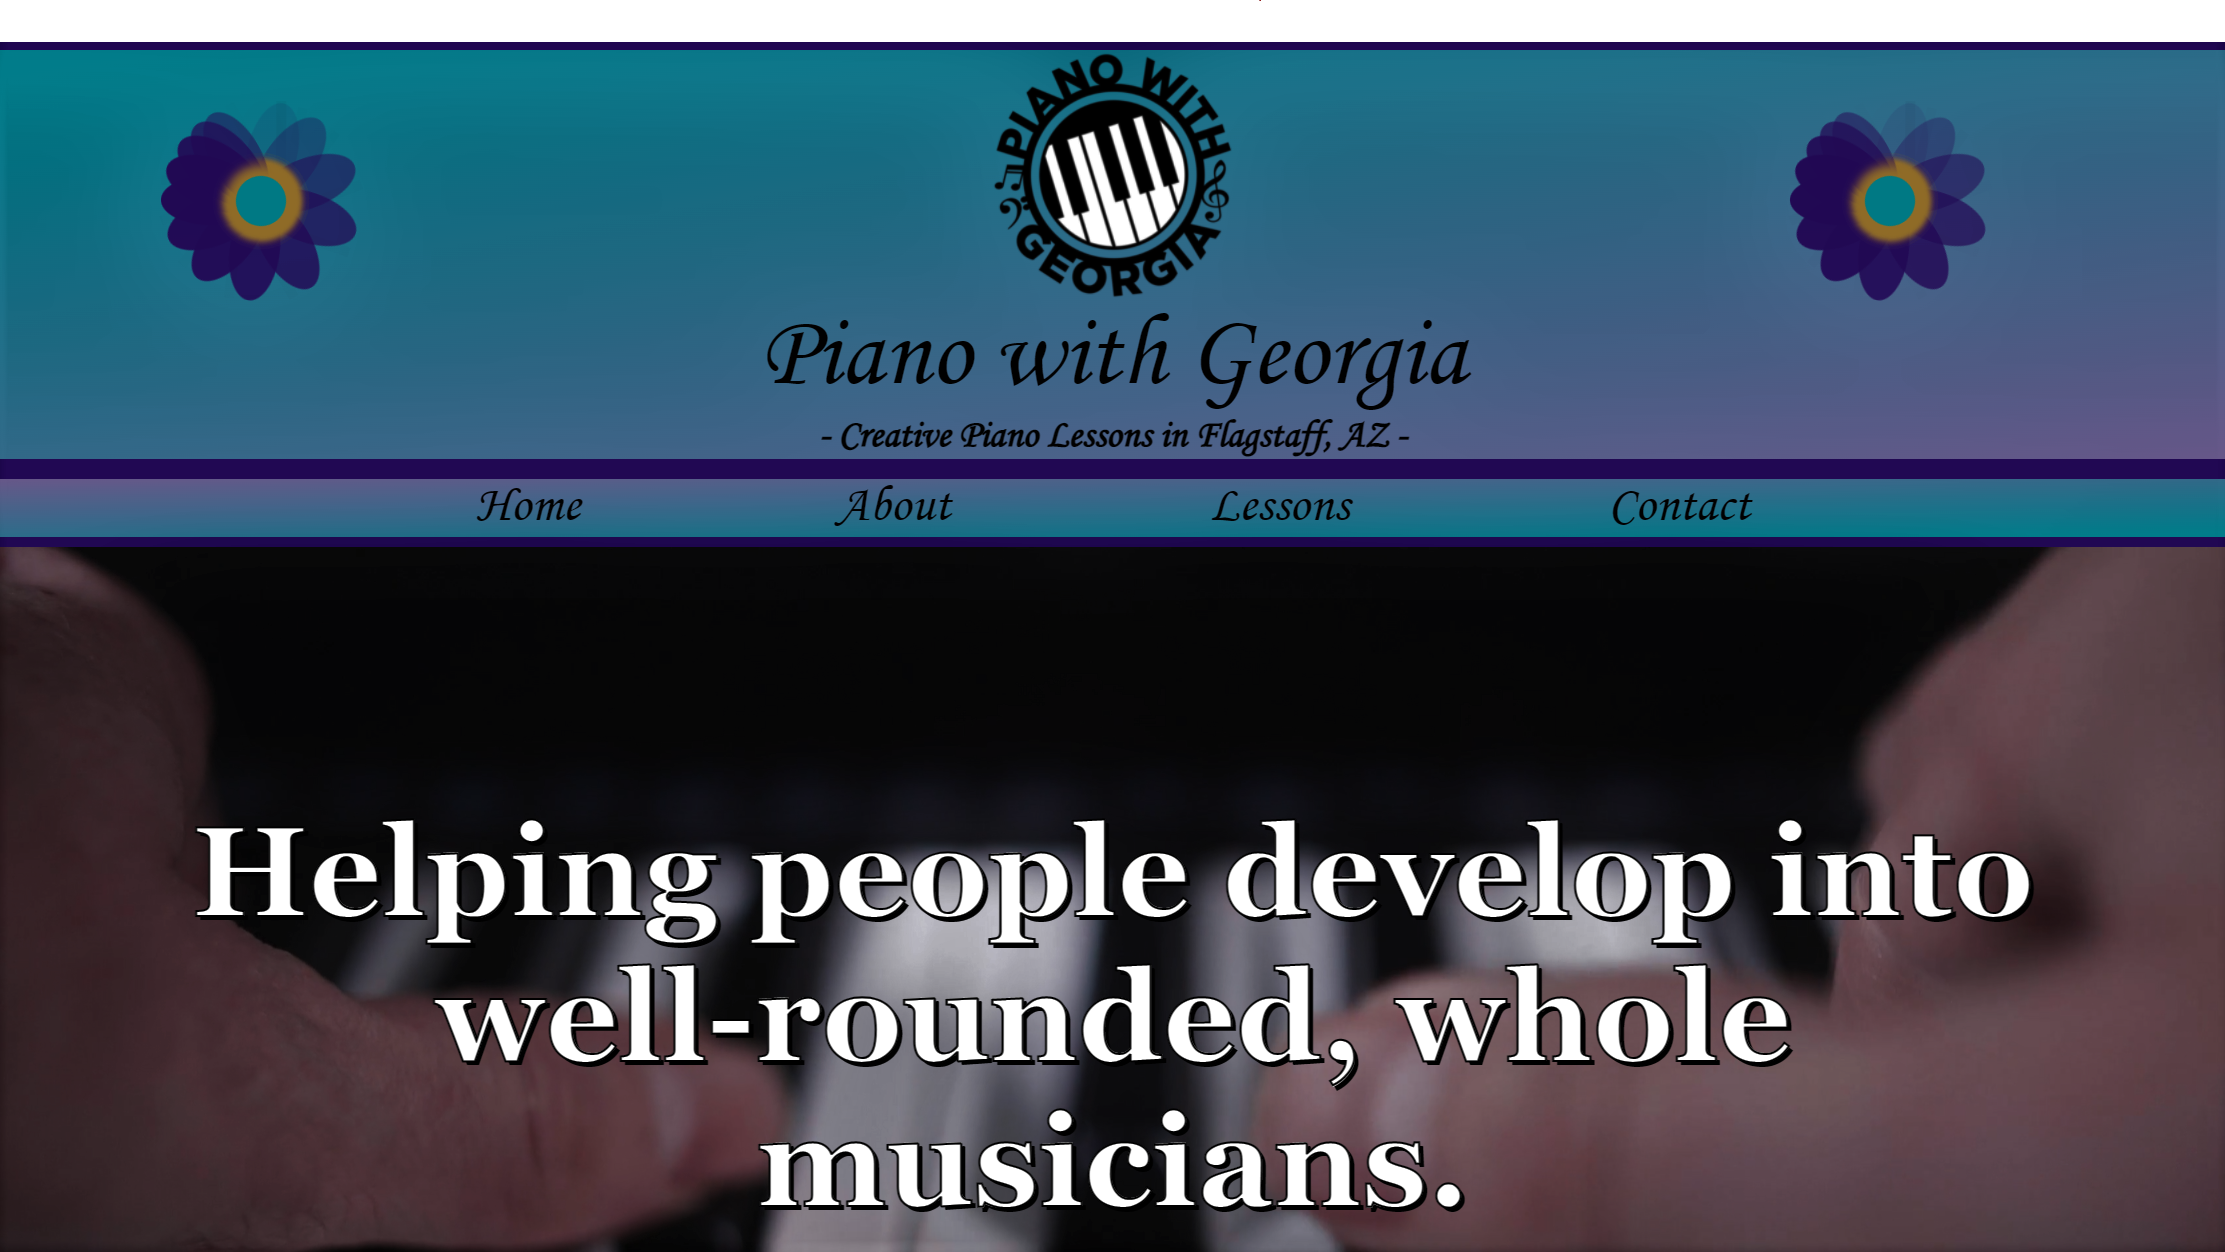 PIANO WITH
GEORGIA
Piano with Georgia
- Creative Piano Lessons in Flagstaff, AZ -
Home About Lessons Contact
Helping people develop into
well-rounded, whole
musicians.